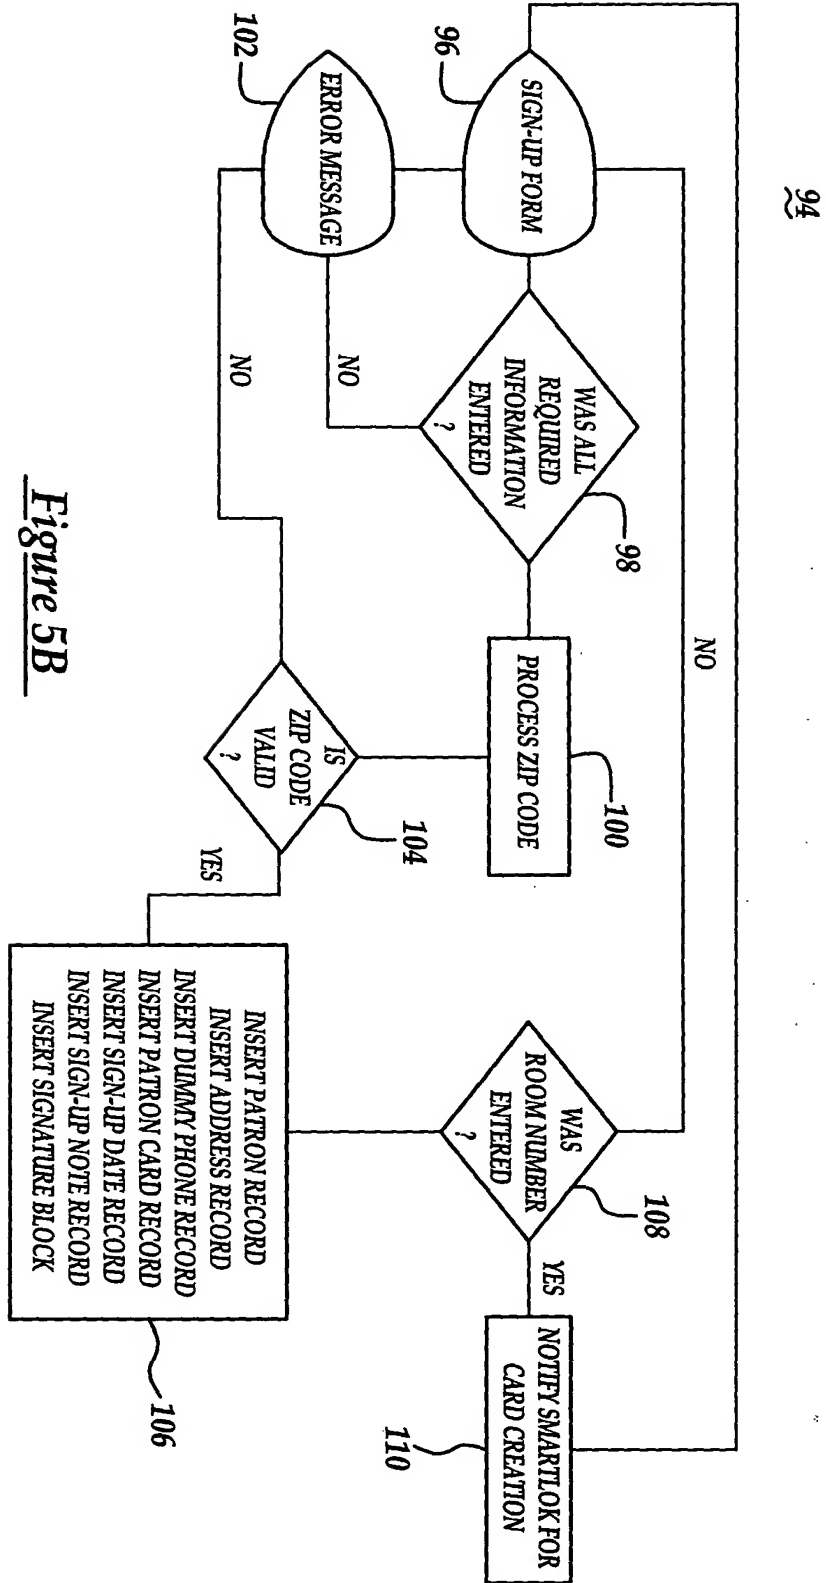 94
96
SIGN-UP FORM
102
ERROR MESSAGE
WAS ALL
REQUIRED
INFORMATION
ENTERED
?
98
NO
NO
NO
PROCESS ZIP CODE
100
IS
ZIP CODE
VALID
?
104
YES
INSERT PATRON RECORD
INSERT ADDRESS RECORD
INSERT DUMMY PHONE RECORD
INSERT PATRON CARD RECORD
INSERT SIGN-UP DATE RECORD
INSERT SIGN-UP NOTE RECORD
INSERT SIGNATURE BLOCK
106
WAS
ROOM NUMBER
ENTERED
?
108
YES
NOTIFY SMARTLOK FOR
CARD CREATION
110
Figure 5B